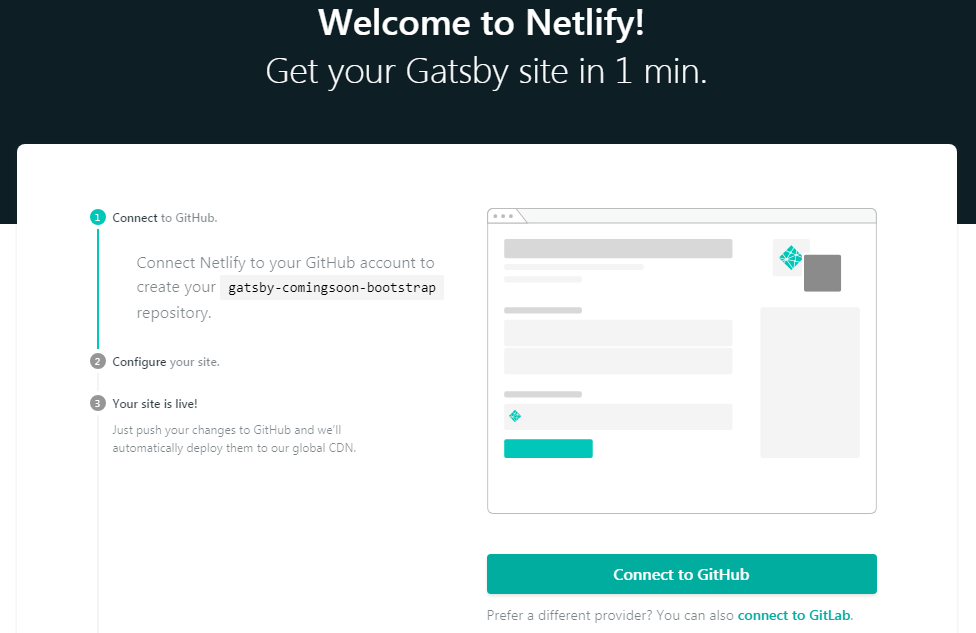 Welcome to Netlify!
Get your Gatsby site in 1 min.
1 Connect to GitHub.
Connect Netlify to your GitHub account to
create your gatsby-comingsoon-bootstrap
repository.
2 Configure your site.
3 Your site is live!
Just push your changes to GitHub and we'll
automatically deploy them to our global CDN.
Connect to GitHub
Prefer a different provider? You can also connect to GitLab.